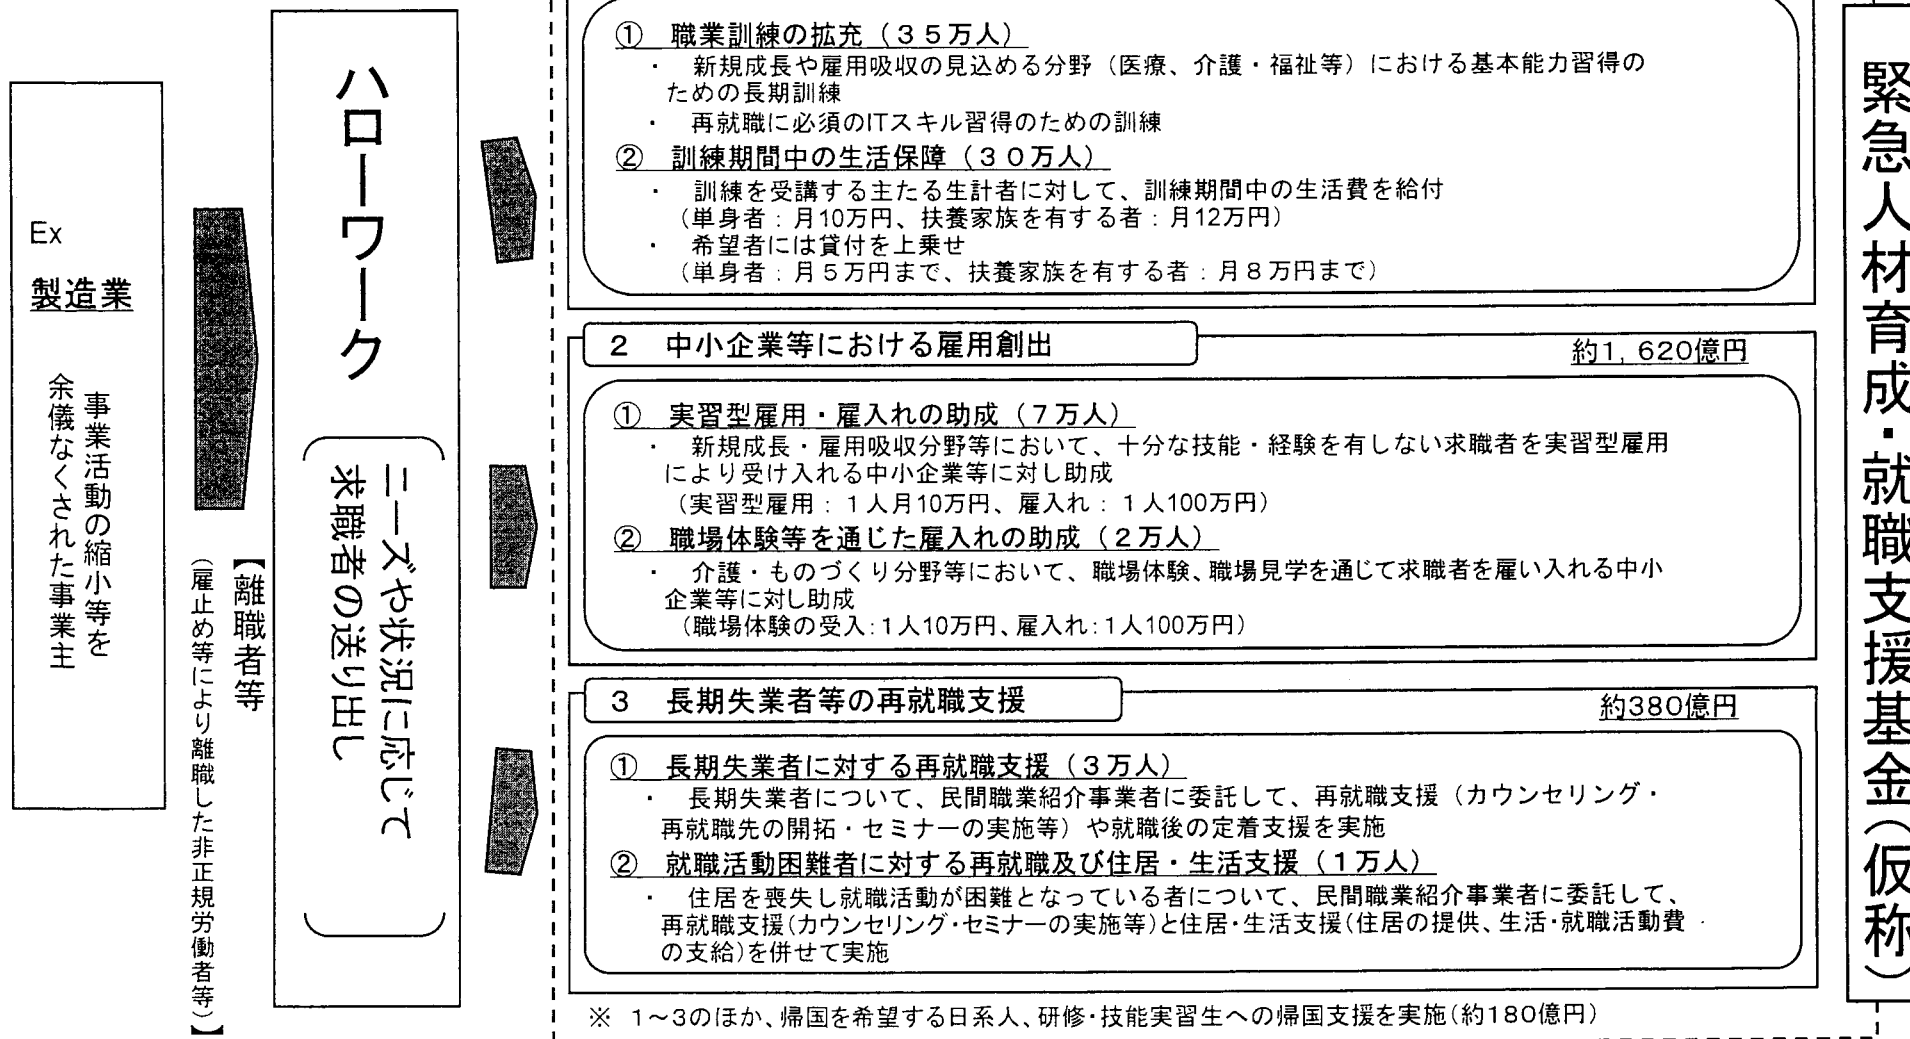 Ex
製造業
事業活動の縮小等を
余儀なくされた事業主
【離職者等
(雇止め等により離職した非正規労働者等)】
ハローワーク
ニーズや状況に応じて
求職者の送り出し
① 職業訓練の拡充（３５万人）
・ 新規成長や雇用吸収の見込める分野（医療、介護・福祉等）における基本能力習得の
ための長期訓練
・ 再就職に必須のITスキル習得のための訓練
② 訓練期間中の生活保障（３０万人）
・ 訓練を受講する主たる生計者に対して、訓練期間中の生活費を給付
（単身者：月10万円、扶養家族を有する者：月12万円）
・ 希望者には貸付を上乗せ
（単身者：月５万円まで、扶養家族を有する者：月８万円まで）
2 中小企業等における雇用創出
約1,620億円
① 実習型雇用・雇入れの助成（７万人）
・ 新規成長・雇用吸収分野等において、十分な技能・経験を有しない求職者を実習型雇用
により受け入れる中小企業等に対し助成
（実習型雇用：１人月10万円、雇入れ：１人100万円）
② 職場体験等を通じた雇入れの助成（２万人）
・ 介護・ものづくり分野等において、職場体験、職場見学を通じて求職者を雇い入れる中小
企業等に対し助成
（職場体験の受入：1人10万円、雇入れ：1人100万円）
3 長期失業者等の再就職支援
約380億円
① 長期失業者に対する再就職支援（３万人）
・ 長期失業者について、民間職業紹介事業者に委託して、再就職支援（カウンセリング・
再就職先の開拓・セミナーの実施等）や就職後の定着支援を実施
② 就職活動困難者に対する再就職及び住居・生活支援（１万人）
・ 住居を喪失し就職活動が困難となっている者について、民間職業紹介事業者に委託して、
再就職支援（カウンセリング・セミナーの実施等）と住居・生活支援（住居の提供、生活・就職活動費
の支給）を併せて実施
※ 1～3のほか、帰国を希望する日系人、研修・技能実習生への帰国支援を実施（約180億円）
緊急人材育成・就職支援基金（仮称）